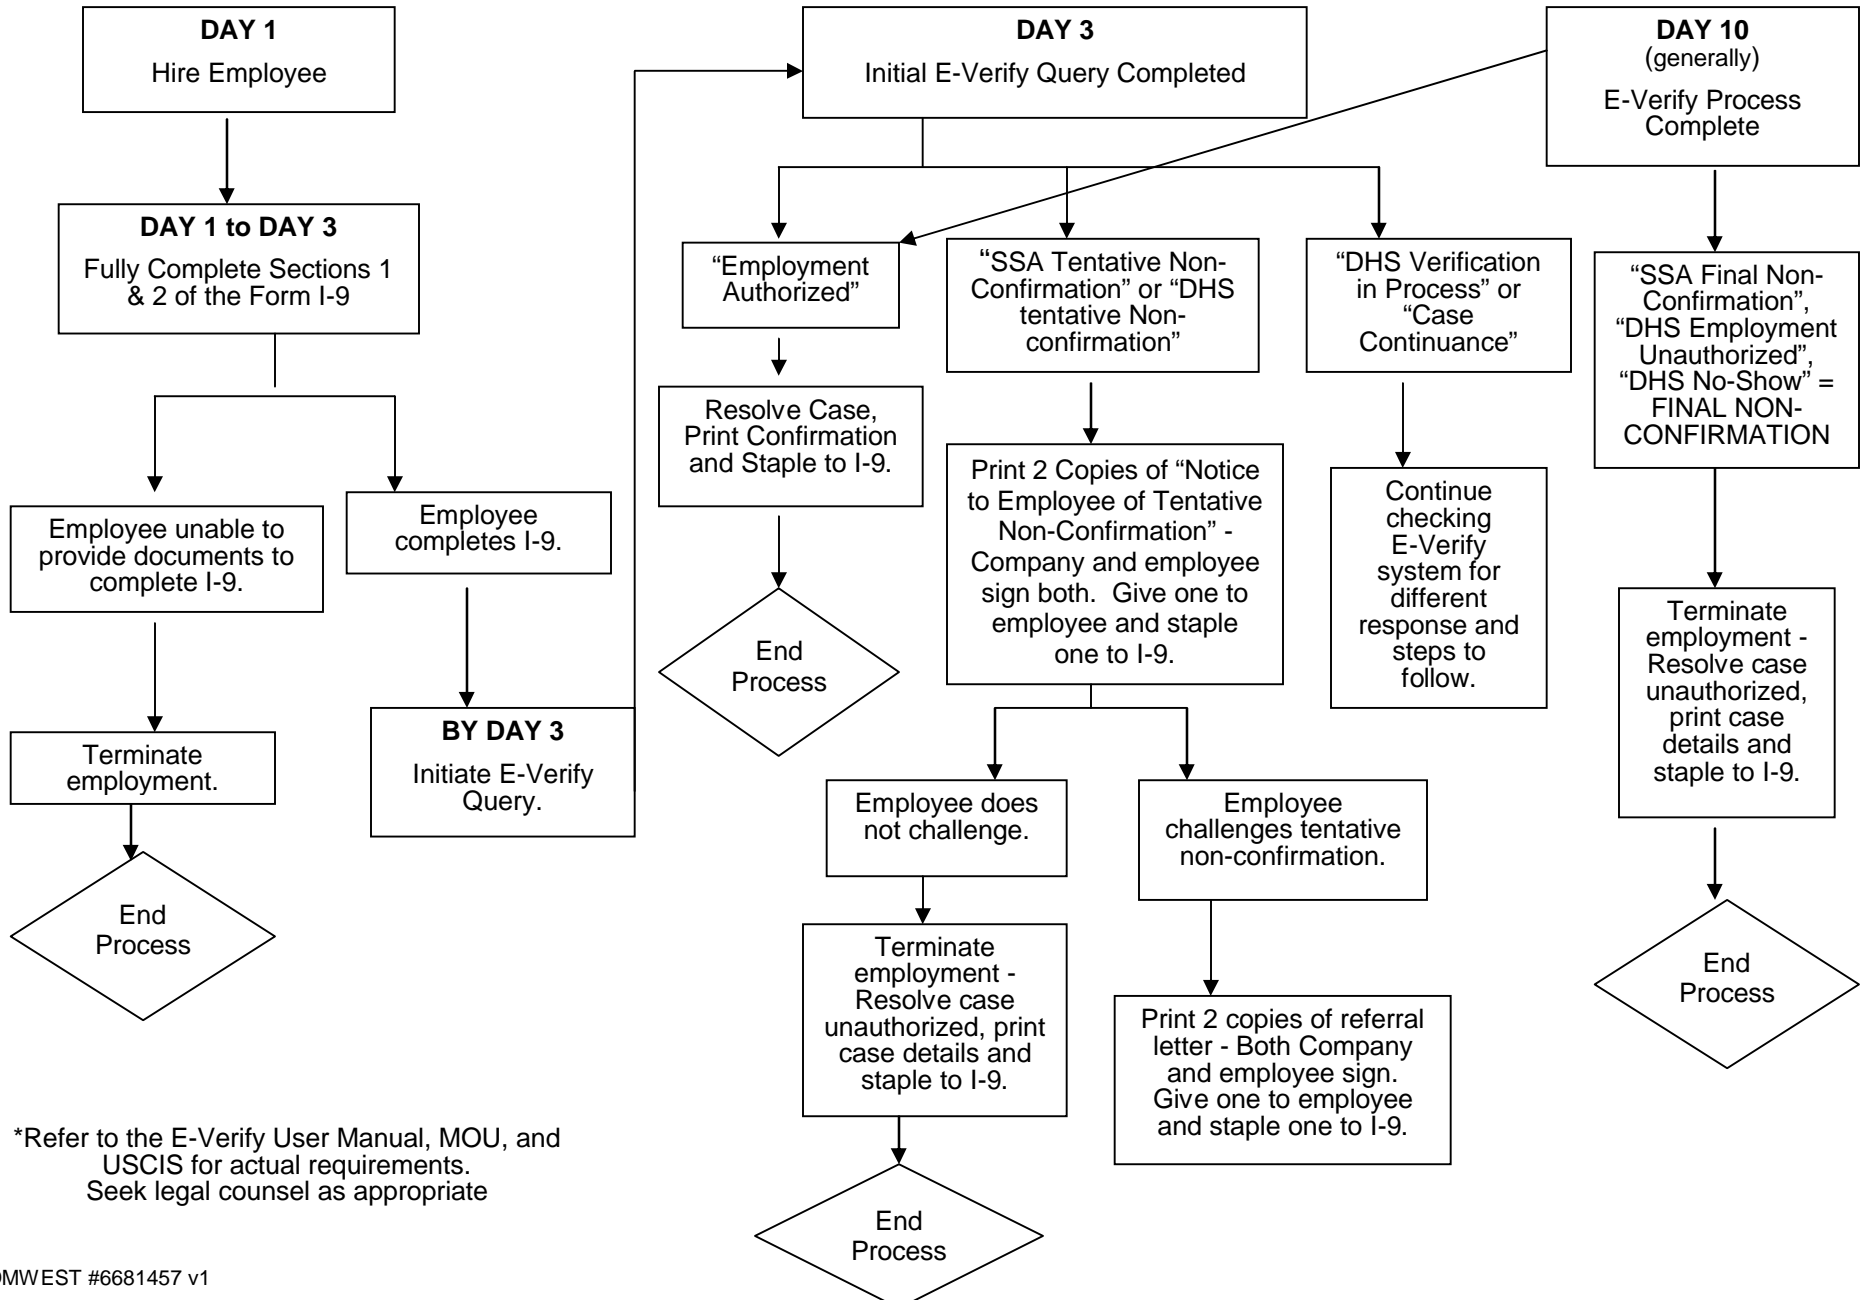 DAY 1
Hire Employee
DAY 1 to DAY 3
Fully Complete Sections 1
& 2 of the Form I-9
Employee unable to
provide documents to
complete I-9.
Terminate
employment.
End
Process
Employee
completes I-9.
BY DAY 3
Initiate E-Verify
Query.
DAY 3
Initial E-Verify Query Completed
“Employment
Authorized”
Resolve Case,
Print Confirmation
and Staple to I-9.
End
Process
“SSA Tentative Non-
Confirmation” or “DHS
tentative Non-
confirmation”
Print 2 Copies of “Notice
to Employee of Tentative
Non-Confirmation” -
Company and employee
sign both. Give one to
employee and staple
one to I-9.
Employee does
not challenge.
Terminate
employment -
Resolve case
unauthorized, print
case details and
staple to I-9.
End
Process
Employee
challenges tentative
non-confirmation.
Print 2 copies of referral
letter - Both Company
and employee sign.
Give one to employee
and staple one to I-9.
“DHS Verification
in Process” or
“Case
Continuance”
Continue
checking
E-Verify
system for
different
response and
steps to
follow.
DAY 10
(generally)
E-Verify Process
Complete
“SSA Final Non-
Confirmation”,
“DHS Employment
Unauthorized”,
“DHS No-Show” =
FINAL NON-
CONFIRMATION
Terminate
employment -
Resolve case
unauthorized,
print case
details and
staple to I-9.
End
Process
*Refer to the E-Verify User Manual, MOU, and
USCIS for actual requirements.
Seek legal counsel as appropriate
MWEST #6681457 v1